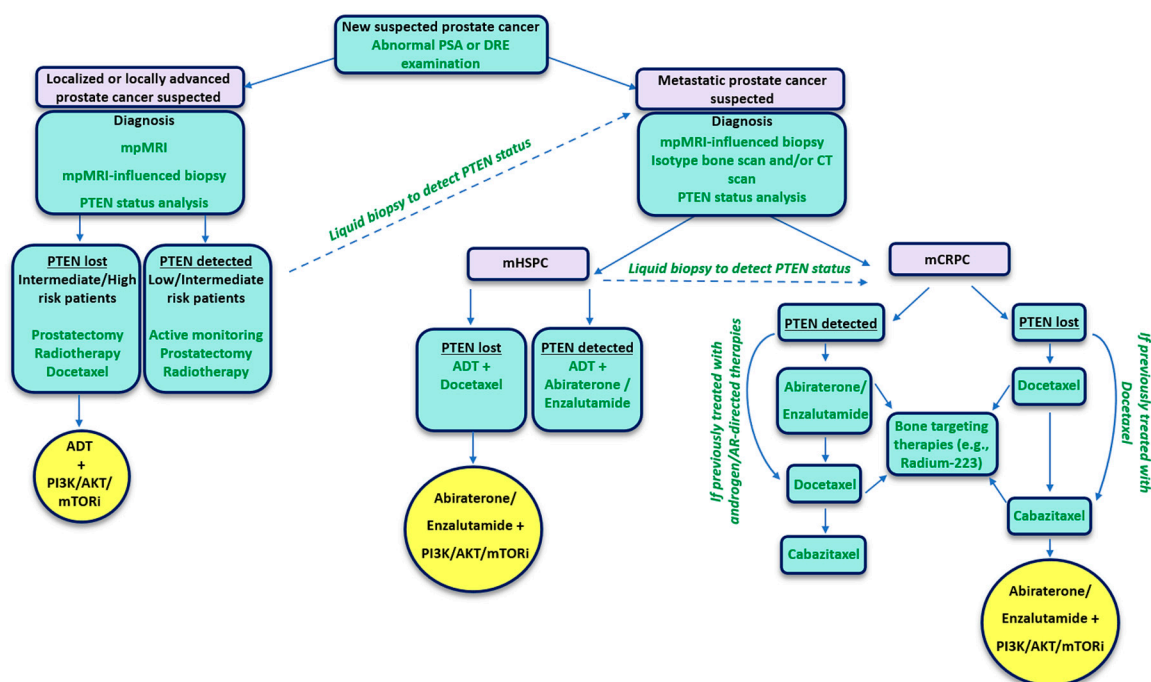 New suspected prostate cancer
Abnormal PSA or DRE
examination
Localized or locally advanced
prostate cancer suspected
Diagnosis
mpMRI
mpMRI-influenced biopsy
PTEN status analysis
PTEN lost
Intermediate/High
risk patients
Prostatectomy
Radiotherapy
Docetaxel
PTEN detected
Low/Intermediate
risk patients
Active monitoring
Prostatectomy
Radiotherapy
ADT
+
PI3K/AKT/
mTORi
Liquid biopsy to detect PTEN status
Metastatic prostate cancer
suspected
Diagnosis
mpMRI-influenced biopsy
Isotype bone scan and/or CT
scan
PTEN status analysis
mHSPC
Liquid biopsy to detect PTEN status
mCRPC
PTEN lost
ADT +
Docetaxel
PTEN detected
ADT +
Abiraterone /
Enzalutamide
Abiraterone/
Enzalutamide +
PI3K/AKT/mTORi
If previously treated with
androgen/AR-directed therapies
PTEN detected
Abiraterone/
Enzalutamide
Docetaxel
Cabazitaxel
Bone targeting
therapies (e.g.,
Radium-223)
PTEN lost
Docetaxel
Cabazitaxel
If previously treated with
Docetaxel
Abiraterone/
Enzalutamide +
PI3K/AKT/mTORi